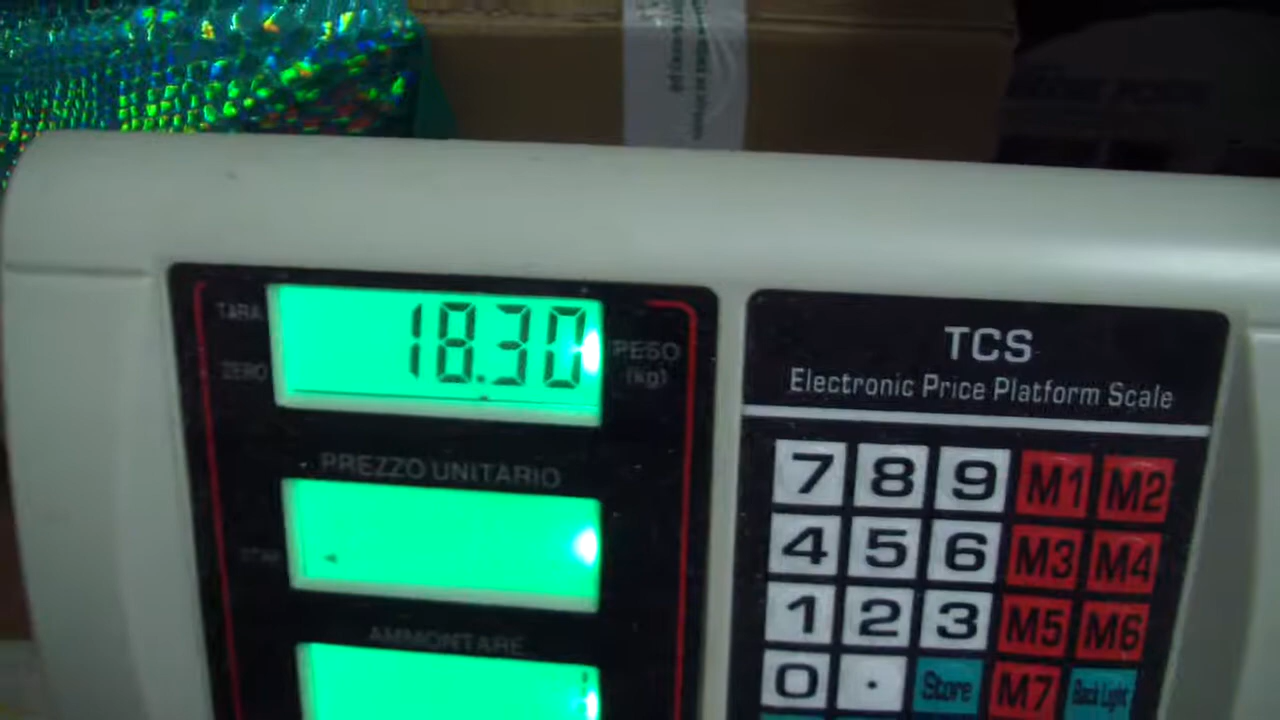 TARA
18.30
PESO
(kg)
ZERO
PREZZO UNITARIO
AMMONTARE
TCS
Electronic Price Platform Scale
7 8 9 M1 M2
4 5 6 M3 M4
1 2 3 M5 M6
0 . Store M7 Back Light